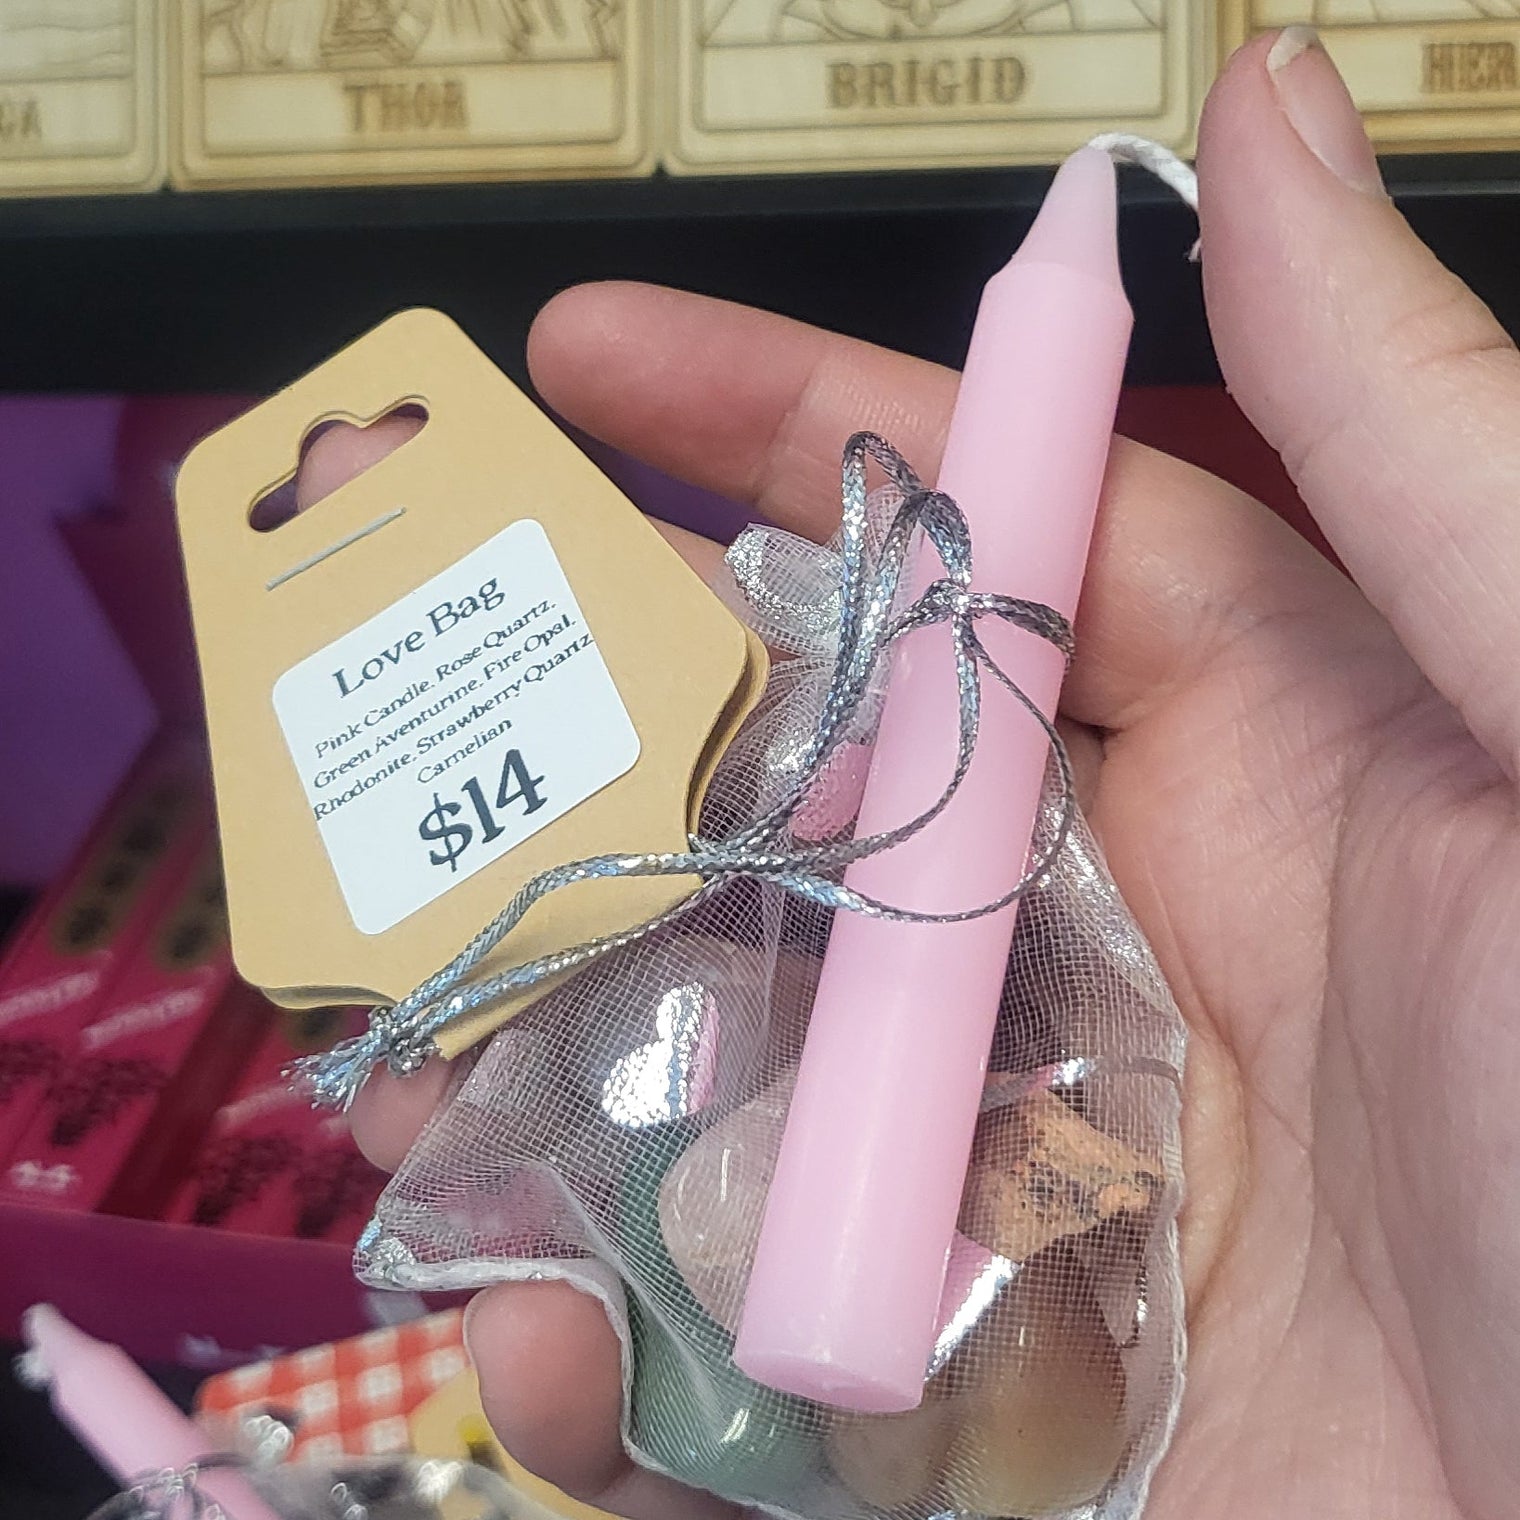 THOR
BRIGID
Love Bag
Pink Candle, Rose Quartz,
Green Aventurine, Fire Opal,
Rhodonite, Strawberry Quartz
Carnelian
$14